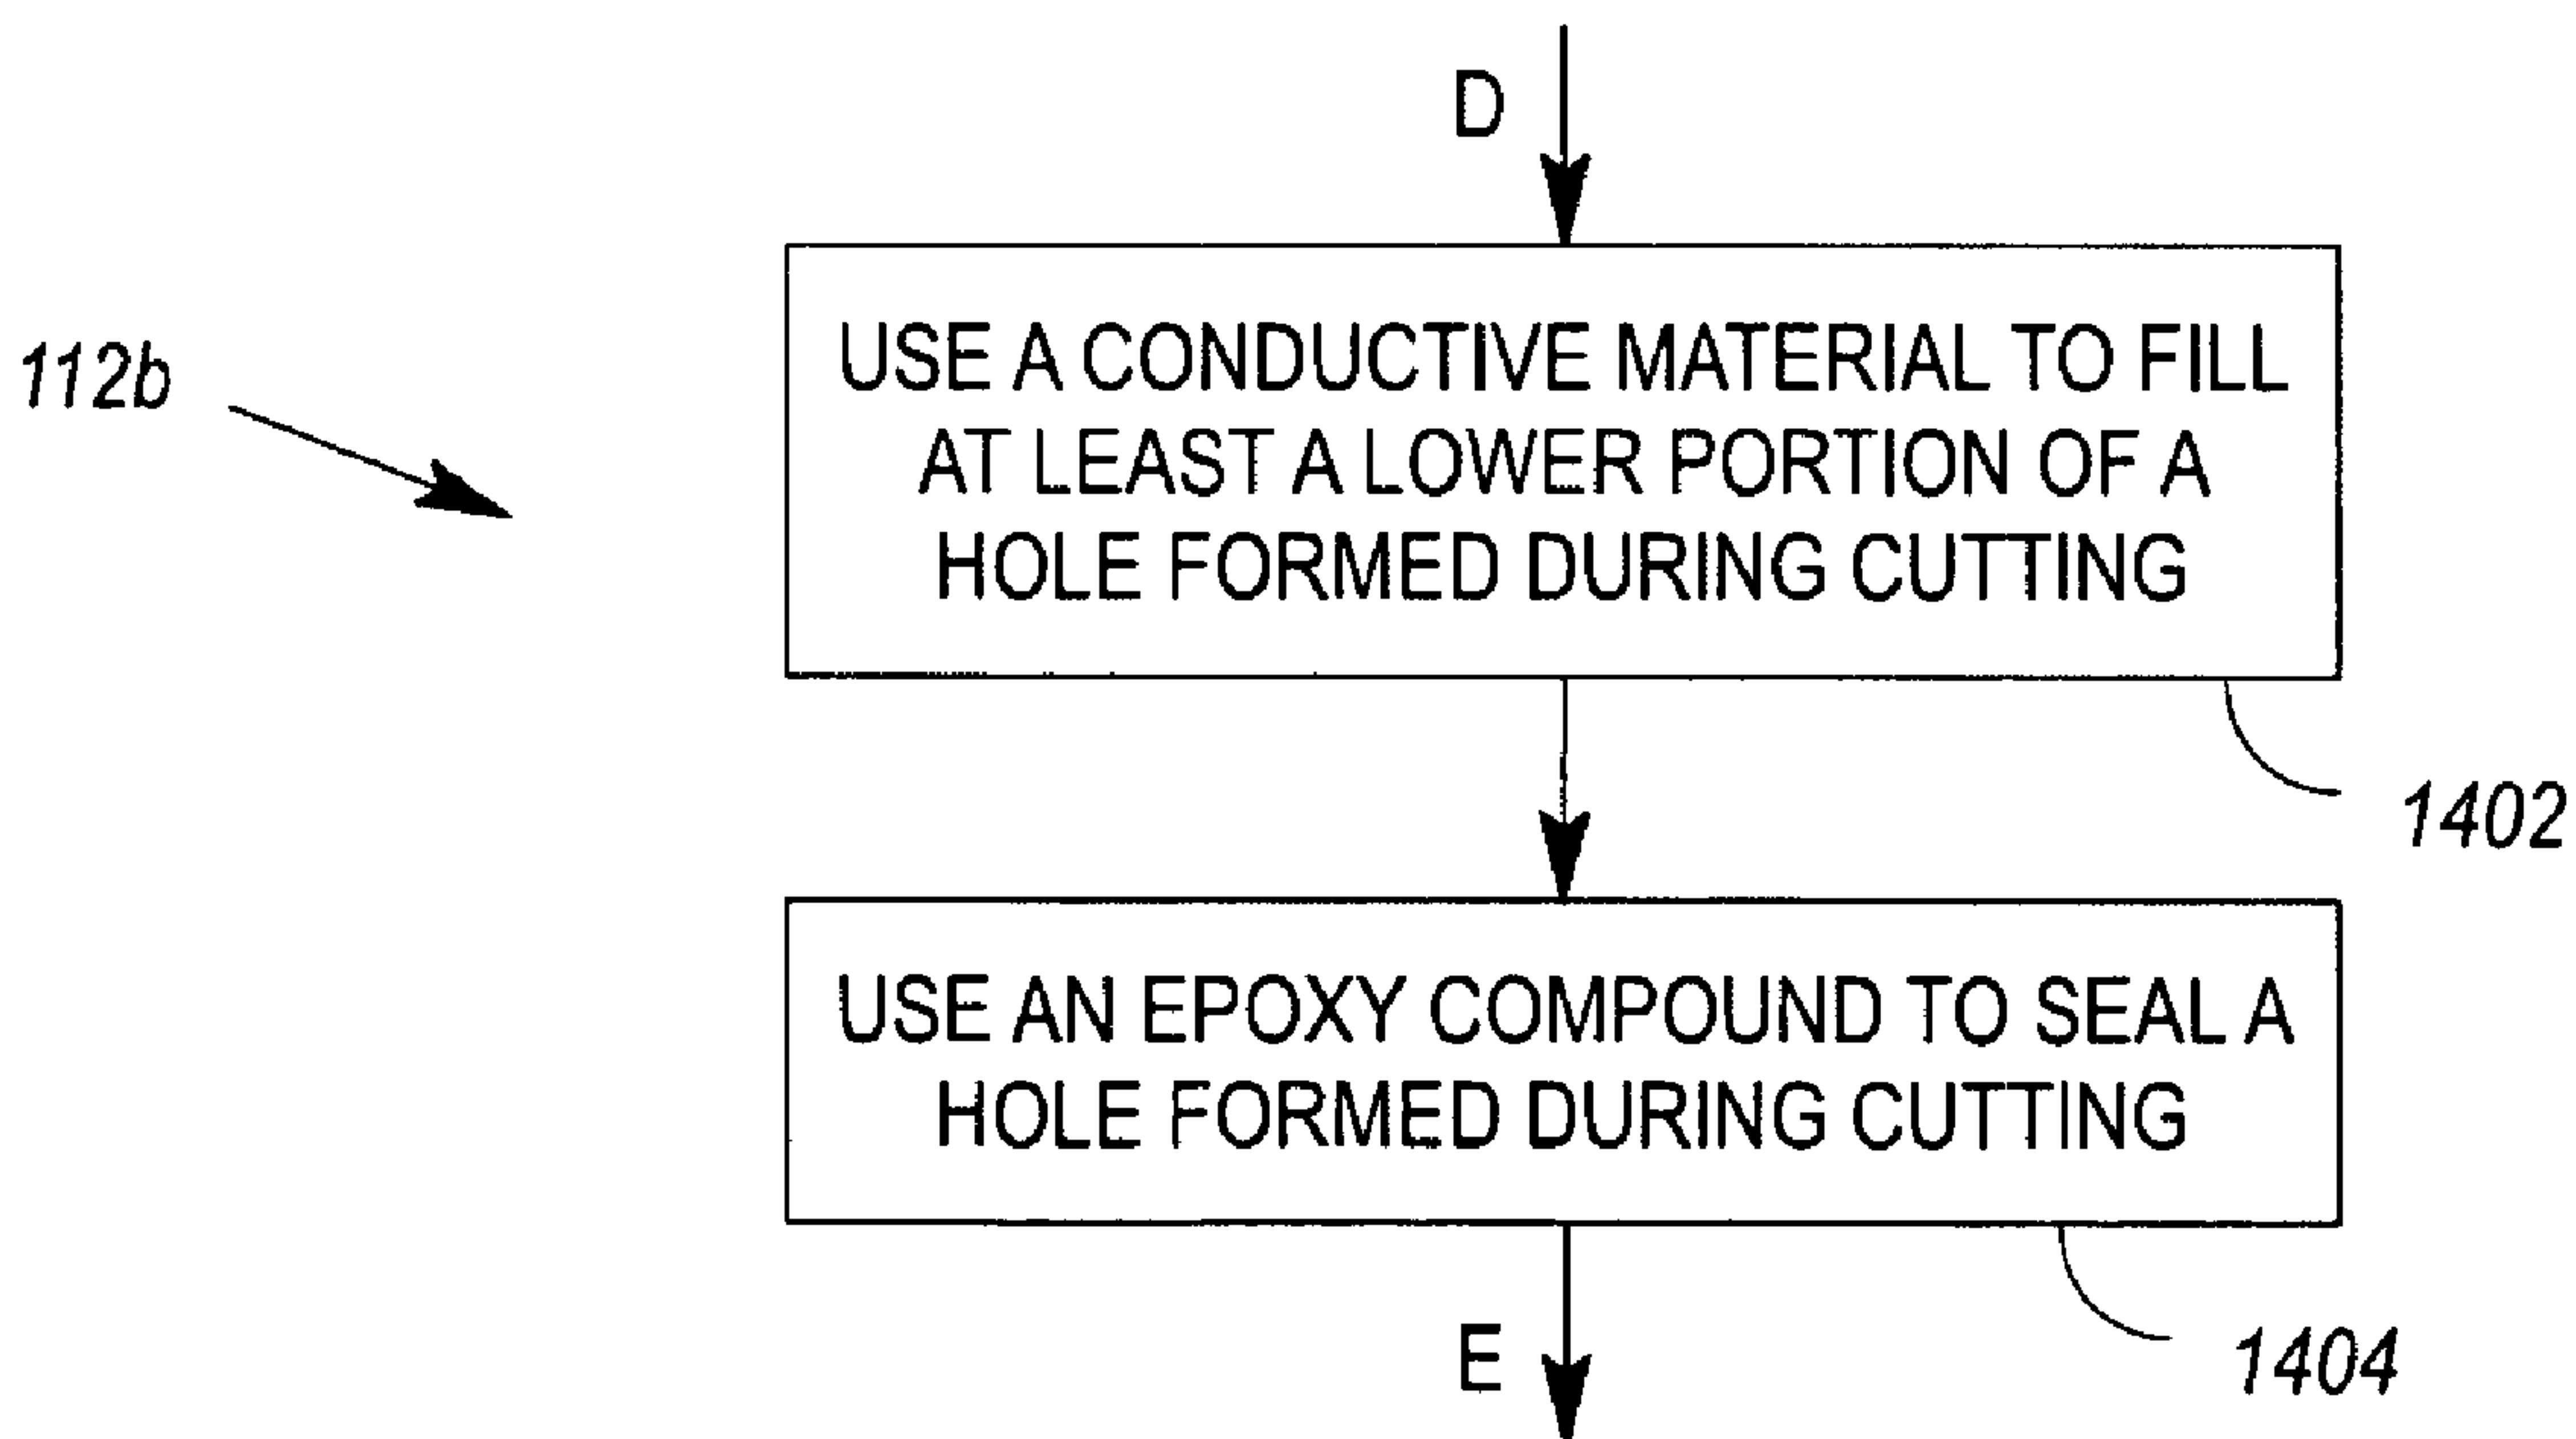 D
112b
USE A CONDUCTIVE MATERIAL TO FILL
AT LEAST A LOWER PORTION OF A
HOLE FORMED DURING CUTTING
1402
USE AN EPOXY COMPOUND TO SEAL A
HOLE FORMED DURING CUTTING
E
1404